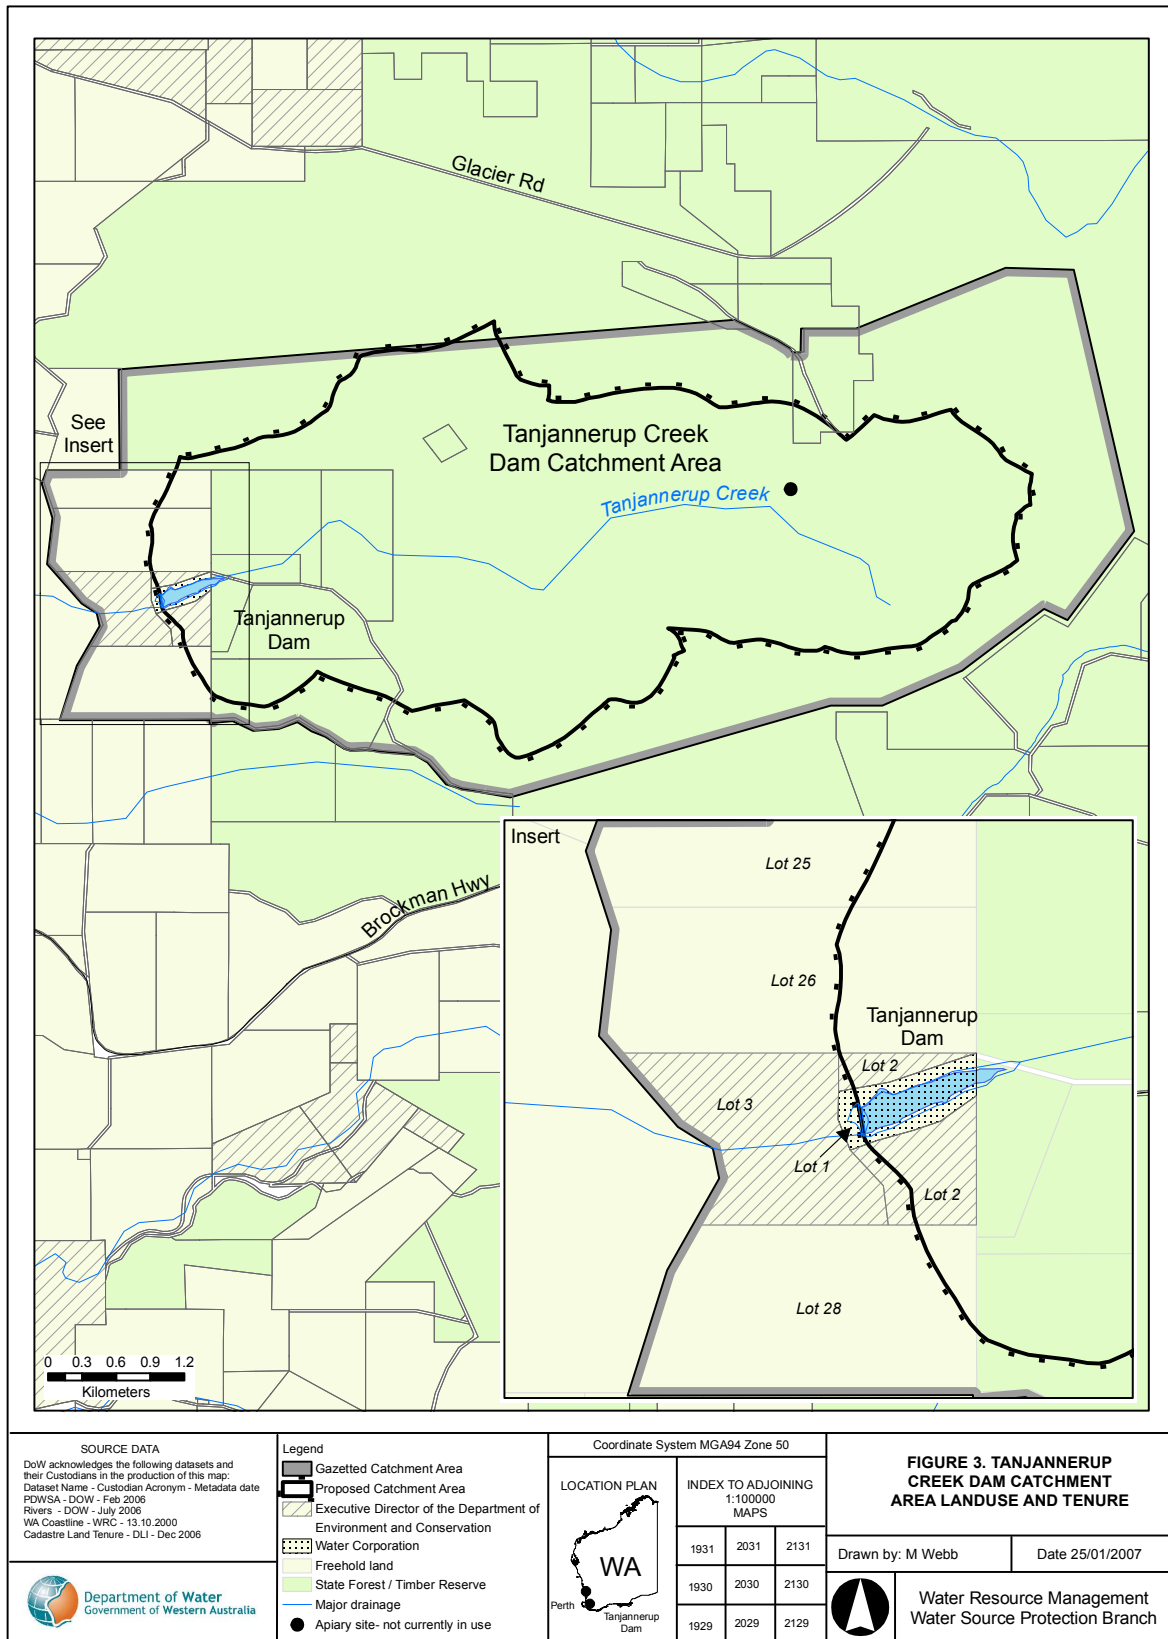 Glacier Rd
See
Insert
Tanjannerup Creek
Dam Catchment Area
Tanjannerup Creek
Tanjannerup
Dam
Brockman Hwy
Insert
Lot 25
Lot 26
Tanjannerup
Dam
Lot 2
Lot 3
Lot 1
Lot 2
Lot 28
0 0.3 0.6 0.9 1.2
Kilometers
SOURCE DATA
DoW acknowledges the following datasets and
their Custodians in the production of this map:
Dataset Name - Custodian Acronym - Metadata date
PDWSA - DOW - Feb 2006
Rivers - DOW - July 2006
WA Coastline - WRC - 13.10.2000
Cadastre Land Tenure - DLI - Dec 2006
Department of Water
Government of Western Australia
Legend
Gazetted Catchment Area
Proposed Catchment Area
Executive Director of the Department of
Environment and Conservation
Water Corporation
Freehold land
State Forest / Timber Reserve
Major drainage
Apiary site- not currently in use
Coordinate System MGA94 Zone 50
LOCATION PLAN
WA
Perth
Tanjannerup
Dam
INDEX TO ADJOINING
1:100000
MAPS
1931 2031 2131
1930 2030 2130
1929 2029 2129
FIGURE 3. TANJANNERUP
CREEK DAM CATCHMENT
AREA LANDUSE AND TENURE
Drawn by: M Webb
Date 25/01/2007
Water Resource Management
Water Source Protection Branch